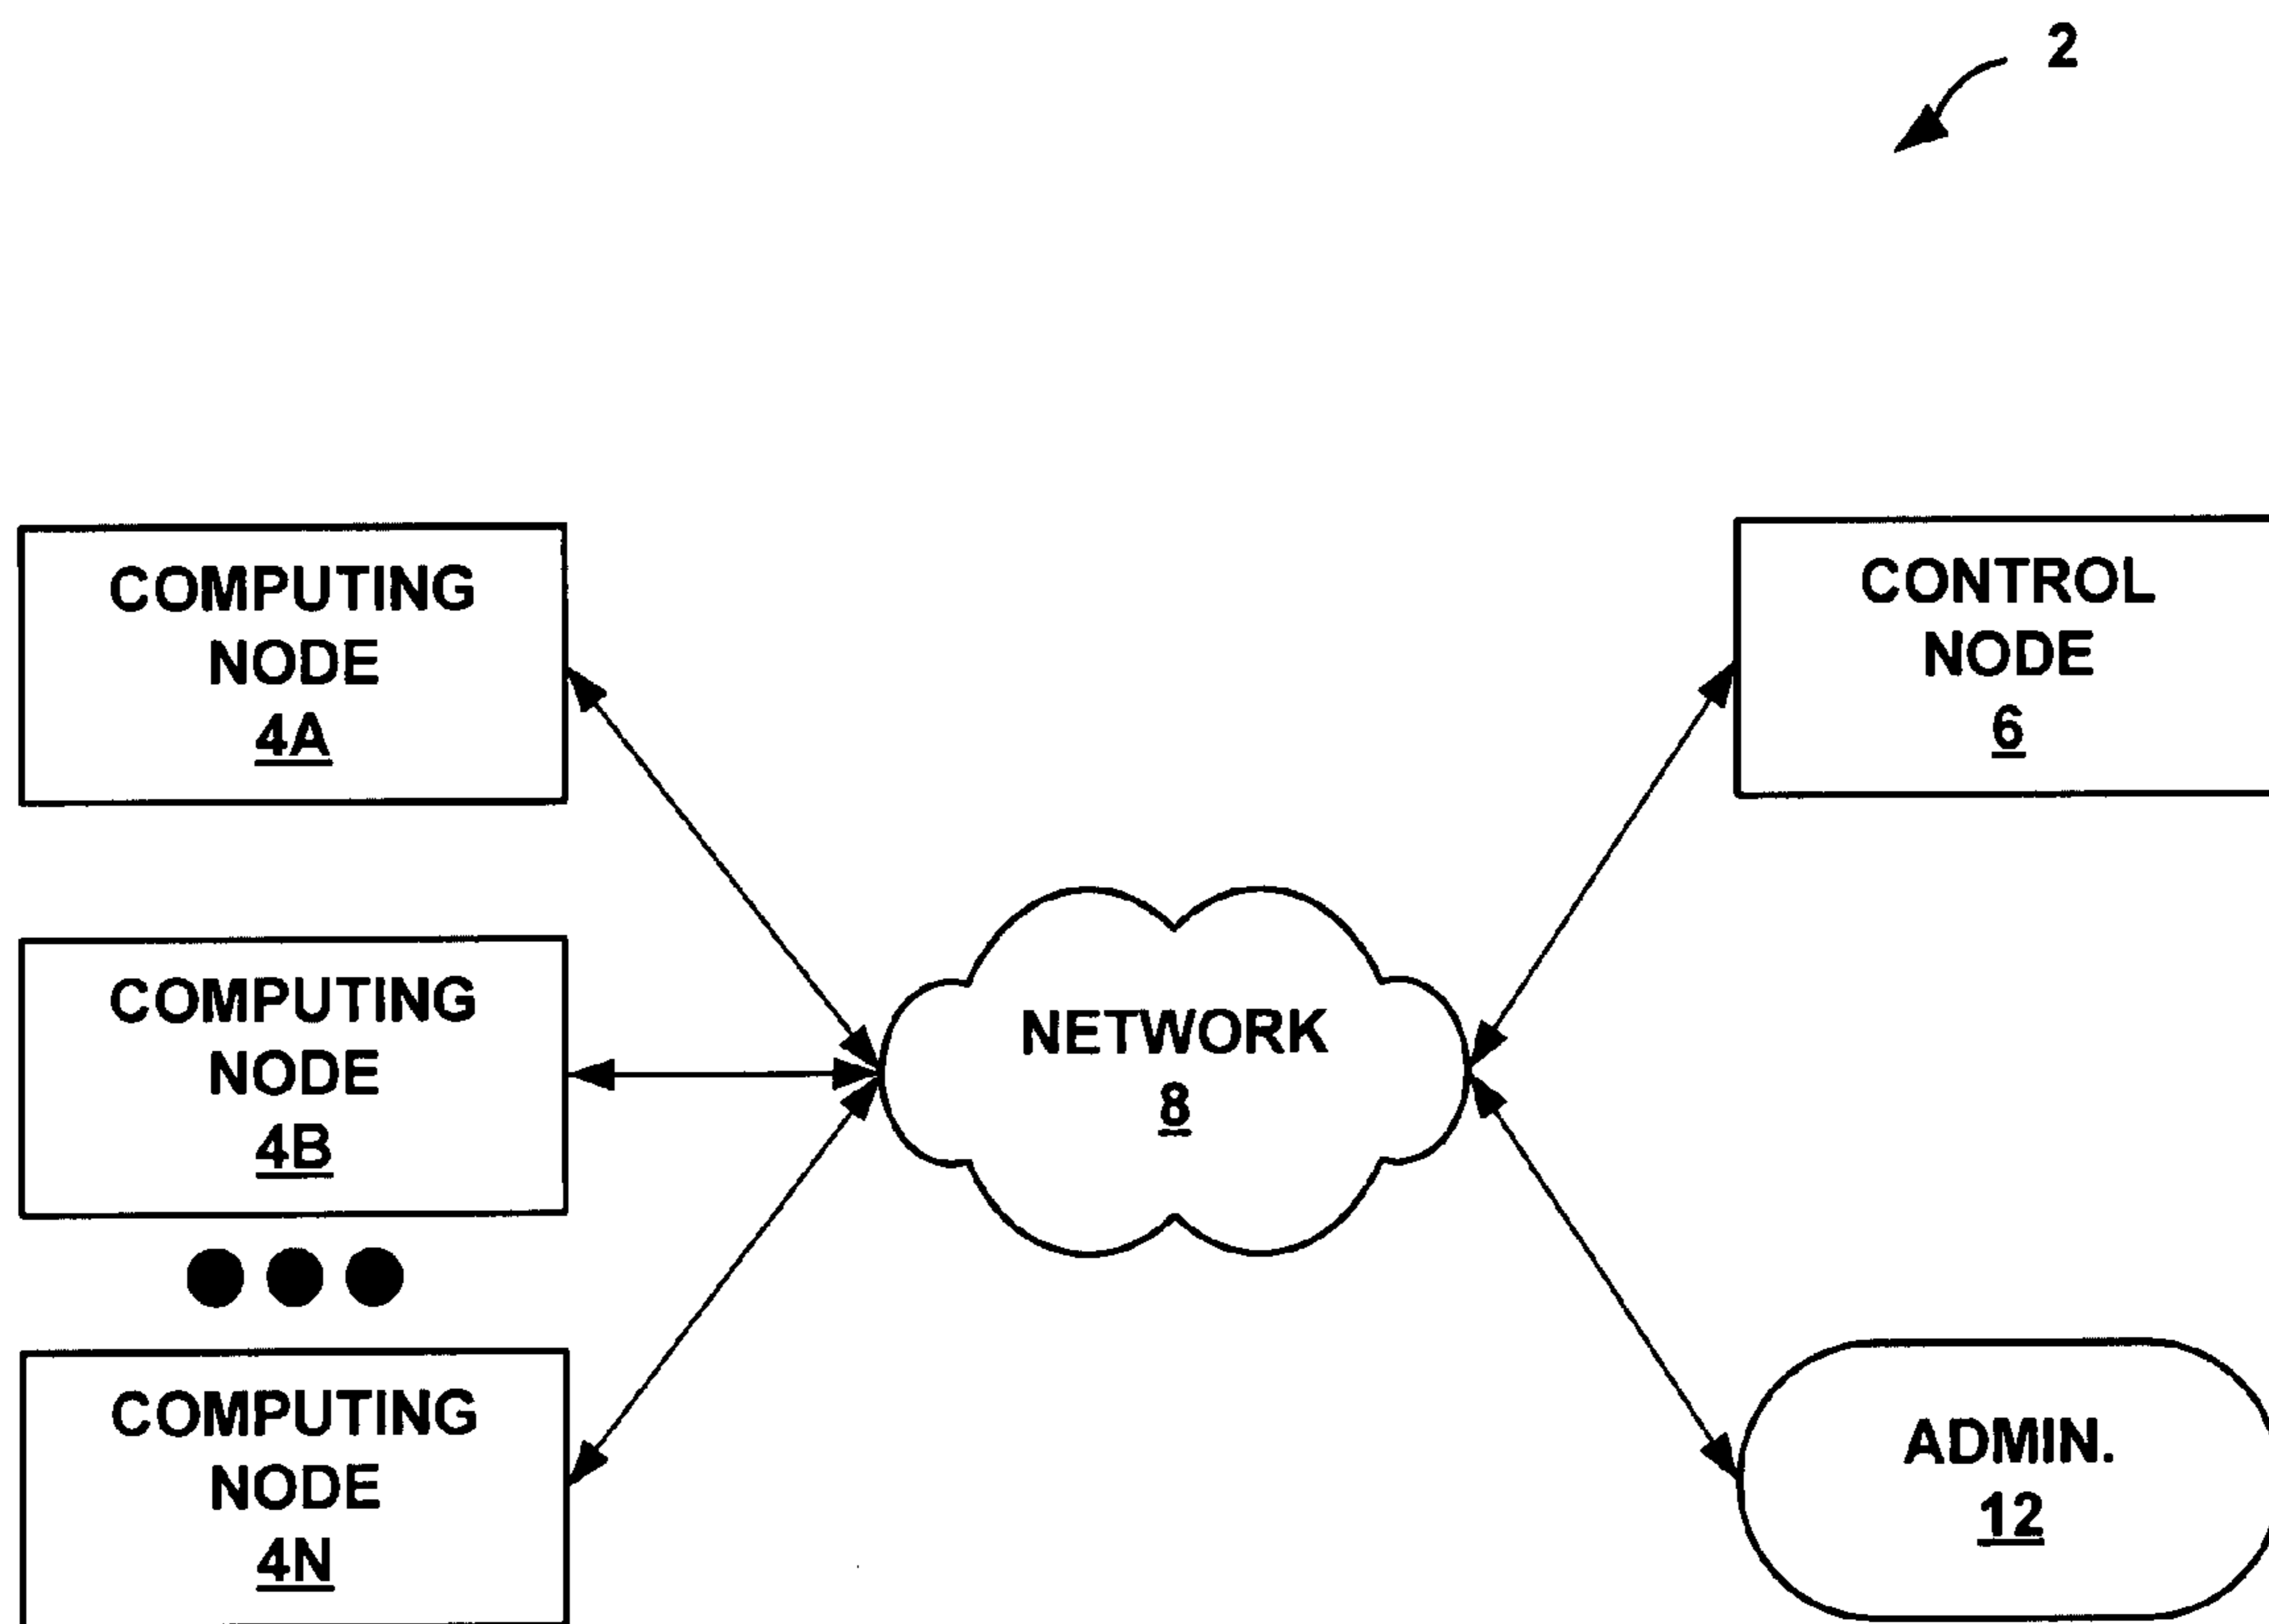 2
COMPUTING
NODE
4A
CONTROL
NODE
6
COMPUTING
NODE
4B
NETWORK
8
COMPUTING
NODE
4N
ADMIN.
12